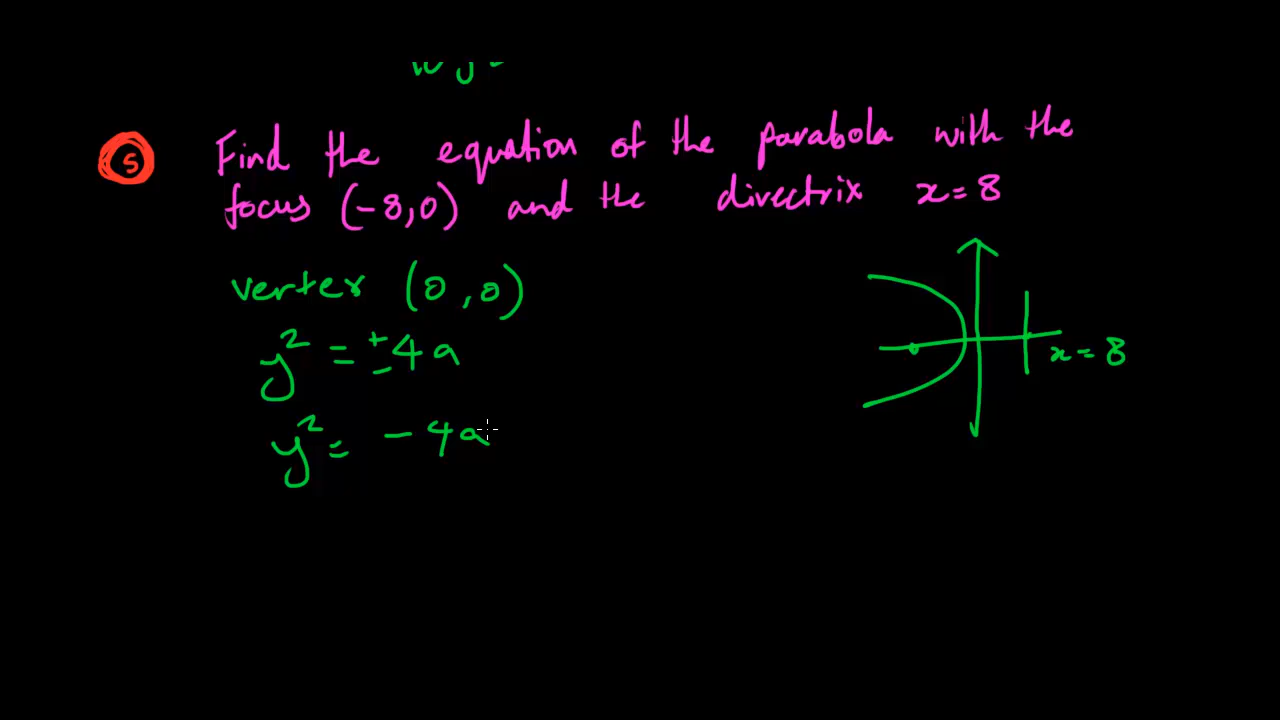 5 Find the equation of the parabola with the
focus (-8,0) and the directrix x=8
vertex (0,0)
y² = ±4a
x = 8
y² = -4a